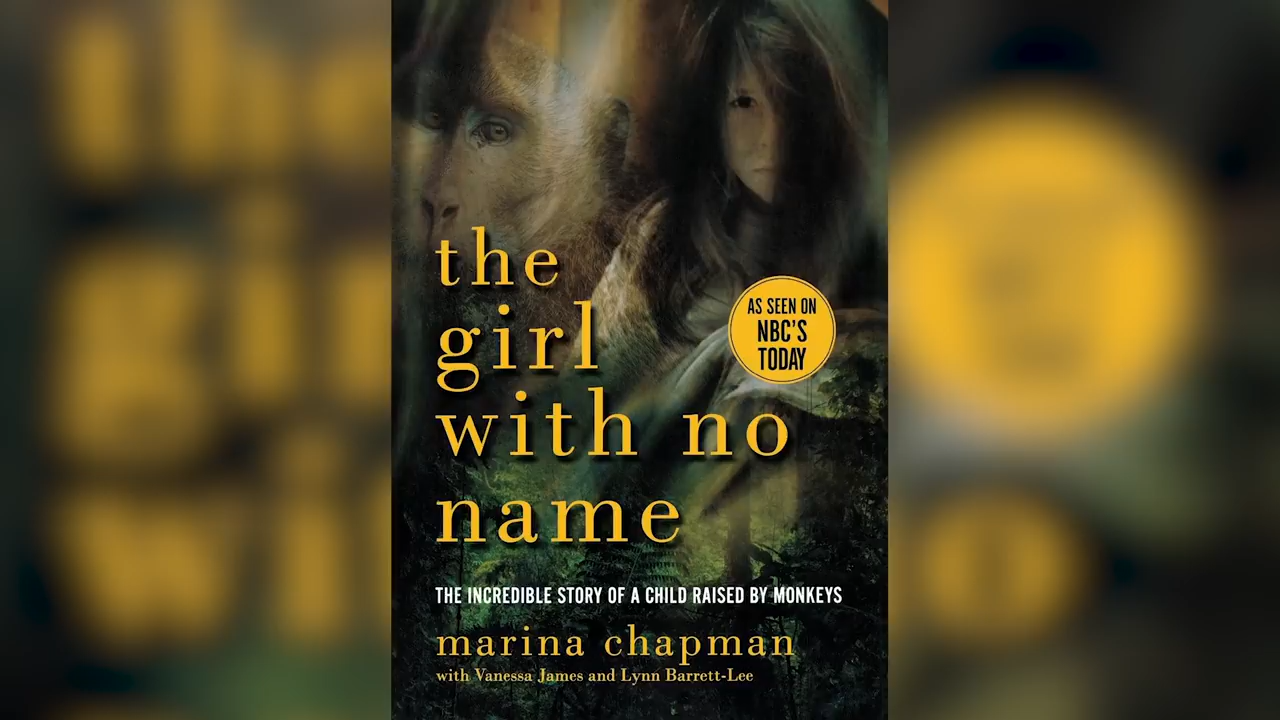 the
girl
with no
name
AS SEEN ON
NBC'S
TODAY
THE INCREDIBLE STORY OF A CHILD RAISED BY MONKEYS
marina chapman
with Vanessa James and Lynn Barrett-Lee